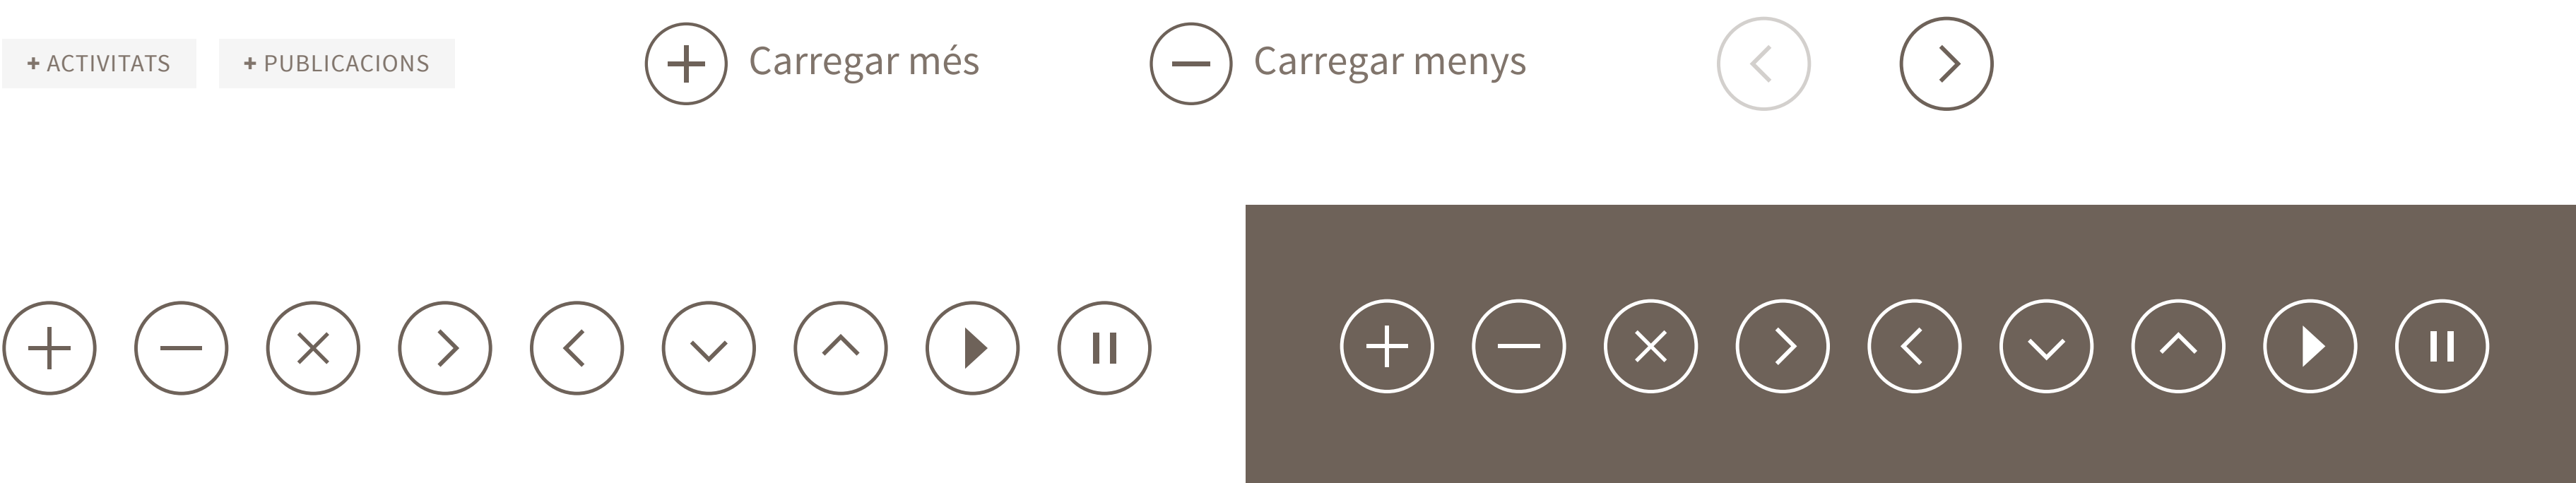 + ACTIVITATS
+ PUBLICACIONS
Carregar més
Carregar menys